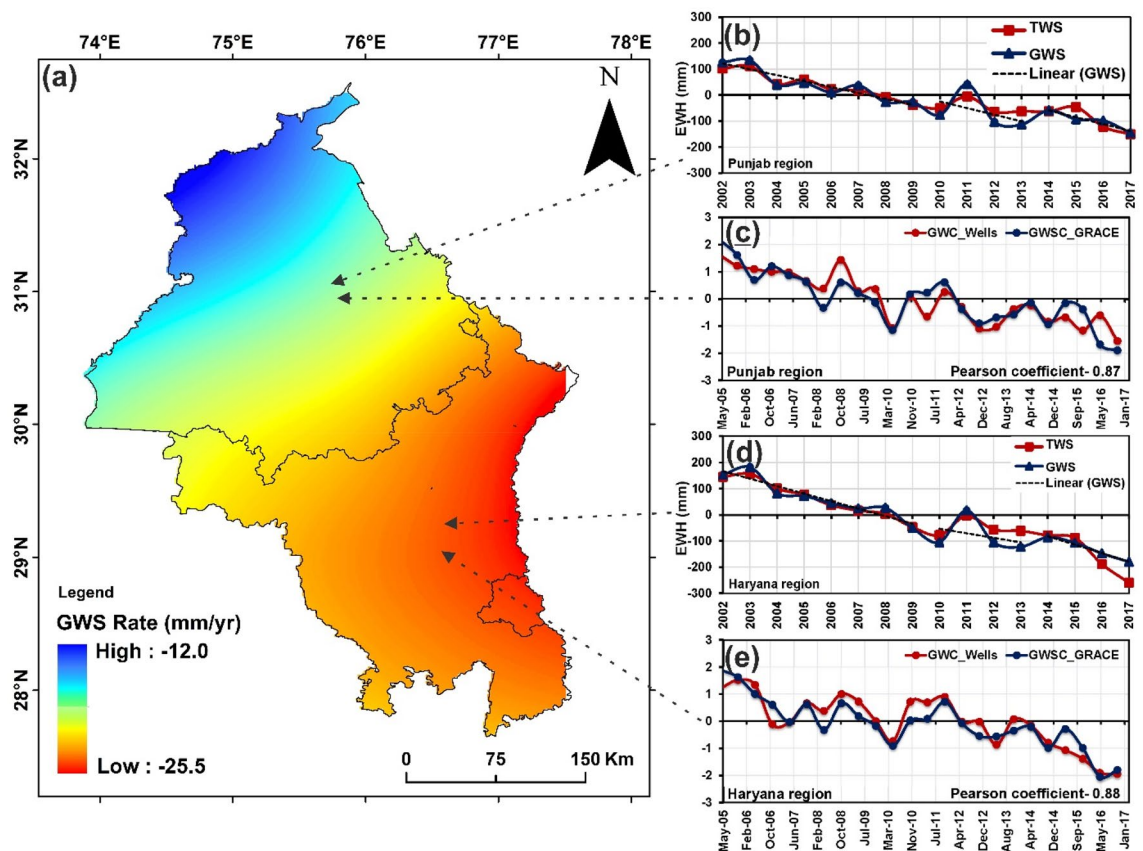 74°E 75°E 76°E 77°E 78°E
(a)
N
32°N
31°N
30°N
29°N
28°N
Legend
GWS Rate (mm/yr)
High : -12.0
Low : -25.5
0 75 150 Km
(b)
TWS
GWS
Linear (GWS)
EWH (mm)
300
200
100
0
-100
-200
-300
Punjab region
2002 2003 2004 2005 2006 2007 2008 2009 2010 2011 2012 2013 2014 2015 2016 2017
(c)
GWC_Wells GWSC_GRACE
3
2
1
0
-1
-2
-3
Punjab region Pearson coefficient- 0.87
May-05 Feb-06 Oct-06 Jun-07 Feb-08 Oct-08 Jul-09 Mar-10 Nov-10 Jul-11 Apr-12 Dec-12 Aug-13 Apr-14 Dec-14 Sep-15 May-16 Jan-17
(d)
TWS
GWS
Linear (GWS)
EWH (mm)
300
200
100
0
-100
-200
-300
Haryana region
2002 2003 2004 2005 2006 2007 2008 2009 2010 2011 2012 2013 2014 2015 2016 2017
(e)
GWC_Wells GWSC_GRACE
3
2
1
0
-1
-2
-3
Haryana region Pearson coefficient- 0.88
May-05 Feb-06 Oct-06 Jun-07 Feb-08 Oct-08 Jul-09 Mar-10 Nov-10 Jul-11 Apr-12 Dec-12 Aug-13 Apr-14 Dec-14 Sep-15 May-16 Jan-17